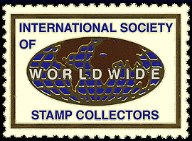 INTERNATIONAL SOCIETY
OF
WORLDWIDE
STAMP COLLECTORS